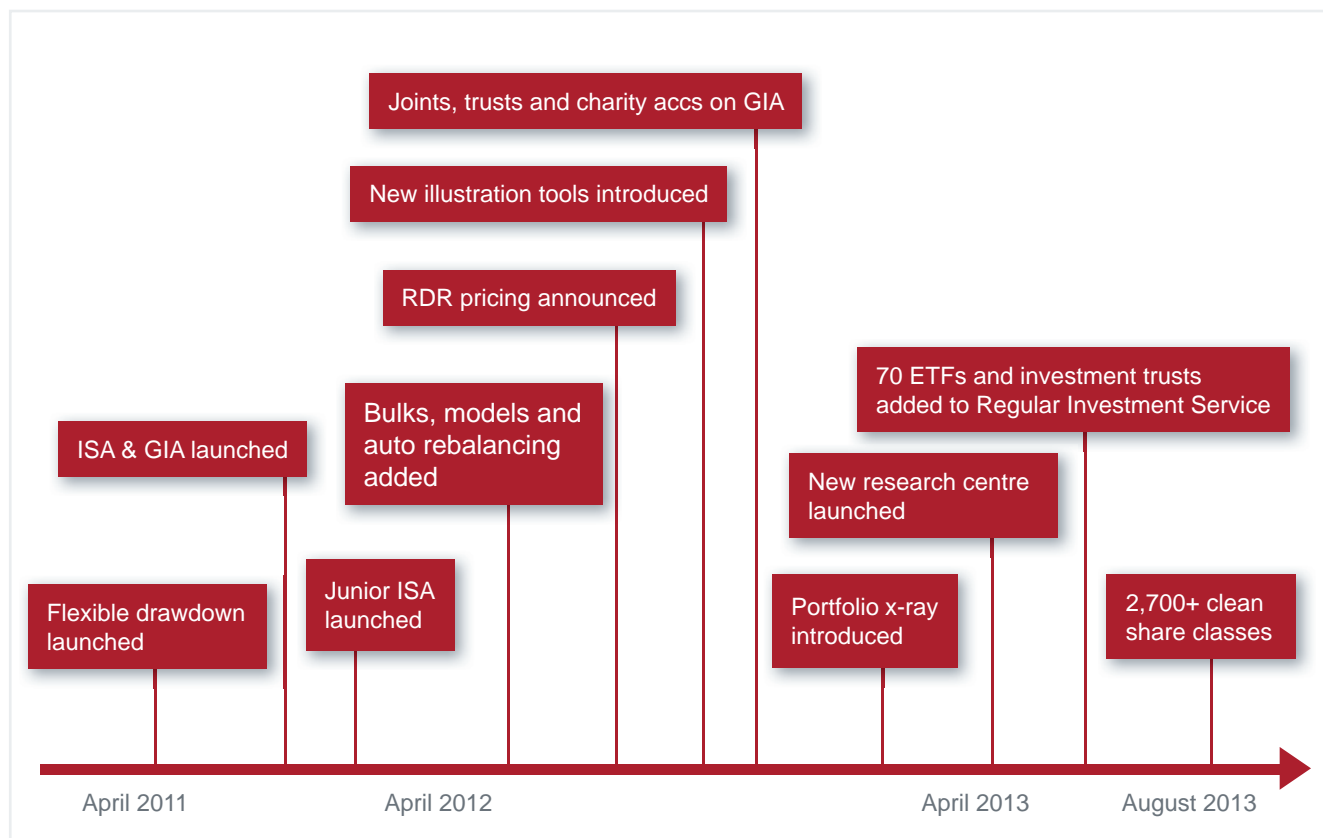 Joints, trusts and charity accs on GIA
New illustration tools introduced
RDR pricing announced
70 ETFs and investment trusts
added to Regular Investment Service
Bulks, models and
auto rebalancing
added
ISA & GIA launched
New research centre
launched
Junior ISA
launched
Flexible drawdown
launched
Portfolio x-ray
introduced
2,700+ clean
share classes
April 2011
April 2012
April 2013
August 2013